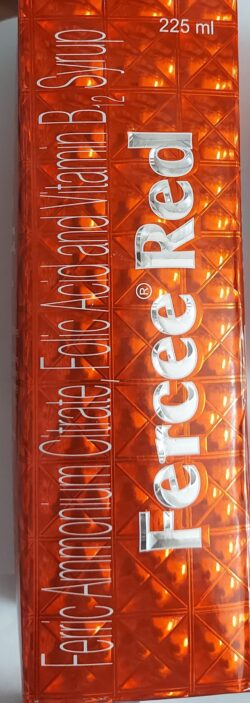 225 ml
Ferric Ammonium Citrate, Folic Acid and Vitamin B12 Syrup
Fercee® Red